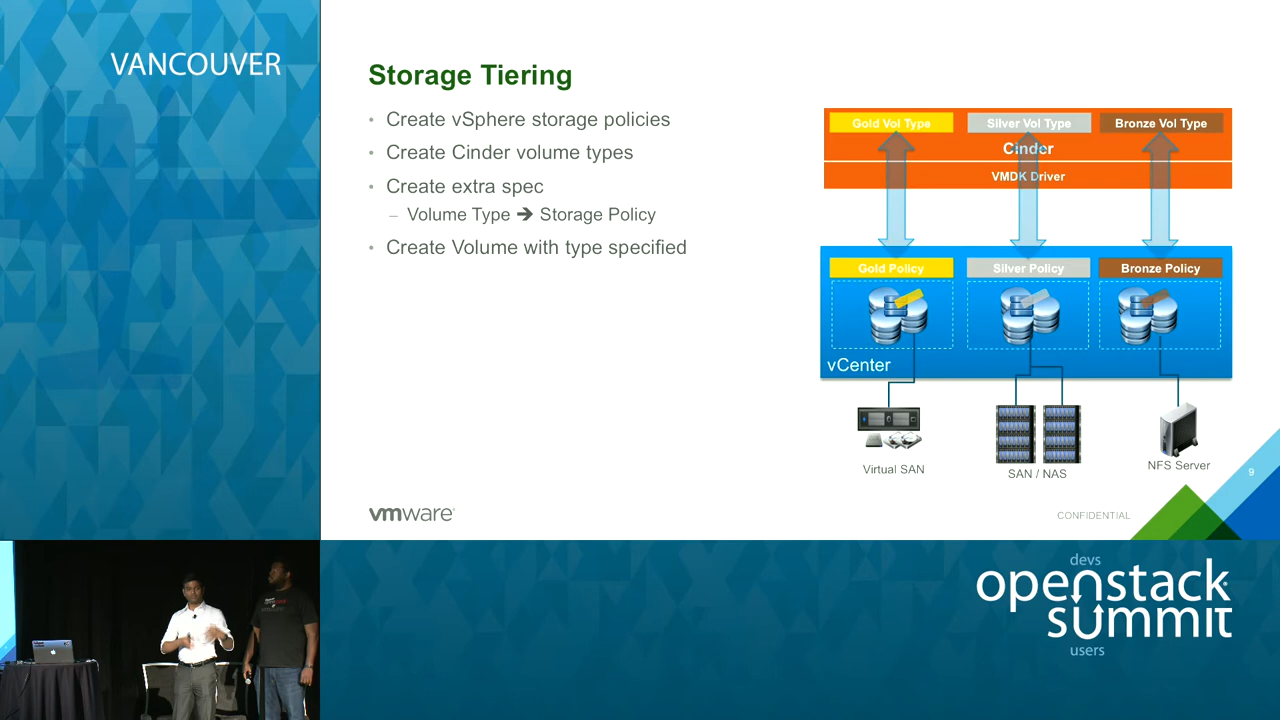 VANCOUVER
Storage Tiering
• Create vSphere storage policies
• Create Cinder volume types
• Create extra spec
– Volume Type ➔ Storage Policy
• Create Volume with type specified
Gold Vol Type
Silver Vol Type
Bronze Vol Type
Cinder
VMDK Driver
Gold Policy
Silver Policy
Bronze Policy
vCenter
Virtual SAN
SAN / NAS
NFS Server
9
vmware
CONFIDENTIAL
devs
openstack
summit
users